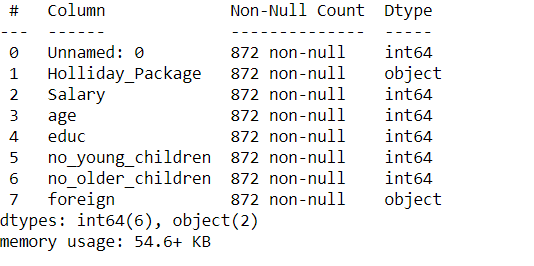 #   Column             Non-Null Count  Dtype
---  ------             --------------  -----
0   Unnamed: 0         872 non-null    int64
1   Holliday_Package   872 non-null    object
2   Salary             872 non-null    int64
3   age                872 non-null    int64
4   educ               872 non-null    int64
5   no_young_children  872 non-null    int64
6   no_older_children  872 non-null    int64
7   foreign            872 non-null    object
dtypes: int64(6), object(2)
memory usage: 54.6+ KB